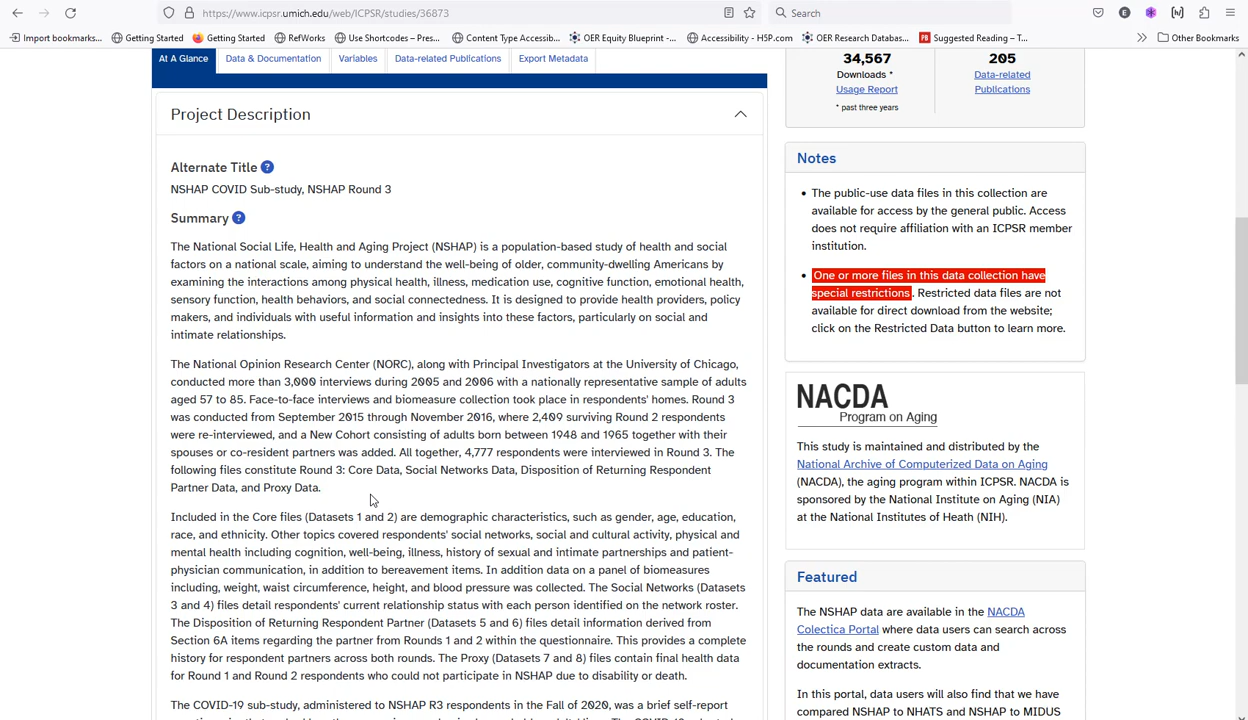 https://www.icpsr.umich.edu/web/ICPSR/studies/36873
Search
Import bookmarks...
Getting Started
Getting Started
RefWorks
Use Shortcodes – Pres...
Content Type Accessib...
OER Equity Blueprint –...
Accessibility - H5P.com
OER Research Databas...
Suggested Reading – T...
Other Bookmarks
At A Glance
Data & Documentation
Variables
Data-related Publications
Export Metadata
Project Description
Alternate Title ?
NSHAP COVID Sub-study, NSHAP Round 3
Summary ?
The National Social Life, Health and Aging Project (NSHAP) is a population-based study of health and social
factors on a national scale, aiming to understand the well-being of older, community-dwelling Americans by
examining the interactions among physical health, illness, medication use, cognitive function, emotional health,
sensory function, health behaviors, and social connectedness. It is designed to provide health providers, policy
makers, and individuals with useful information and insights into these factors, particularly on social and
intimate relationships.
The National Opinion Research Center (NORC), along with Principal Investigators at the University of Chicago,
conducted more than 3,000 interviews during 2005 and 2006 with a nationally representative sample of adults
aged 57 to 85. Face-to-face interviews and biomeasure collection took place in respondents' homes. Round 3
was conducted from September 2015 through November 2016, where 2,409 surviving Round 2 respondents
were re-interviewed, and a New Cohort consisting of adults born between 1948 and 1965 together with their
spouses or co-resident partners was added. All together, 4,777 respondents were interviewed in Round 3. The
following files constitute Round 3: Core Data, Social Networks Data, Disposition of Returning Respondent
Partner Data, and Proxy Data.
Included in the Core files (Datasets 1 and 2) are demographic characteristics, such as gender, age, education,
race, and ethnicity. Other topics covered respondents' social networks, social and cultural activity, physical and
mental health including cognition, well-being, illness, history of sexual and intimate partnerships and patient-
physician communication, in addition to bereavement items. In addition data on a panel of biomeasures
including, weight, waist circumference, height, and blood pressure was collected. The Social Networks (Datasets
3 and 4) files detail respondents' current relationship status with each person identified on the network roster.
The Disposition of Returning Respondent Partner (Datasets 5 and 6) files detail information derived from
Section 6A items regarding the partner from Rounds 1 and 2 within the questionnaire. This provides a complete
history for respondent partners across both rounds. The Proxy (Datasets 7 and 8) files contain final health data
for Round 1 and Round 2 respondents who could not participate in NSHAP due to disability or death.
The COVID-19 sub-study, administered to NSHAP R3 respondents in the Fall of 2020, was a brief self-report
34,567
Downloads *
Usage Report
* past three years
205
Data-related
Publications
Notes
• The public-use data files in this collection are
available for access by the general public. Access
does not require affiliation with an ICPSR member
institution.
• One or more files in this data collection have
special restrictions. Restricted data files are not
available for direct download from the website;
click on the Restricted Data button to learn more.
NACDA
Program on Aging
This study is maintained and distributed by the
National Archive of Computerized Data on Aging
(NACDA), the aging program within ICPSR. NACDA is
sponsored by the National Institute on Aging (NIA)
at the National Institutes of Heath (NIH).
Featured
The NSHAP data are available in the NACDA
Colectica Portal where data users can search across
the rounds and create custom data and
documentation extracts.
In this portal, data users will also find that we have
compared NSHAP to NHATS and NSHAP to MIDUS